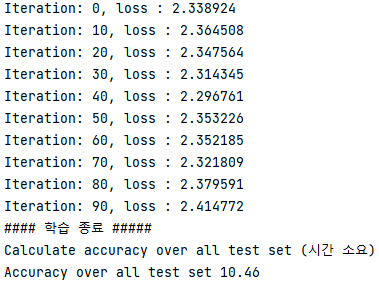 Iteration: 0, loss : 2.338924
Iteration: 10, loss : 2.364508
Iteration: 20, loss : 2.347564
Iteration: 30, loss : 2.314345
Iteration: 40, loss : 2.296761
Iteration: 50, loss : 2.353226
Iteration: 60, loss : 2.352185
Iteration: 70, loss : 2.321809
Iteration: 80, loss : 2.379591
Iteration: 90, loss : 2.414772
#### 학습 종료 #####
Calculate accuracy over all test set (시간 소요)
Accuracy over all test set 10.46